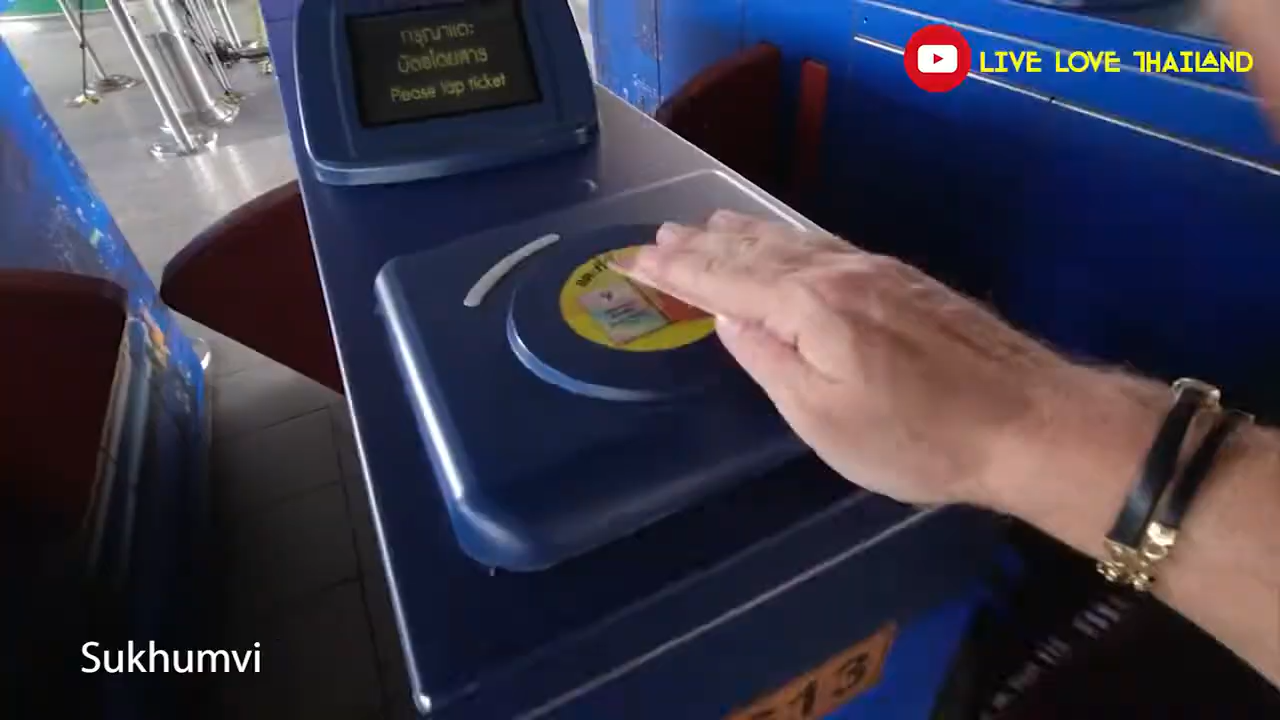 กรุณาแตะ
บัตรโดยสาร
Please tap ticket
LIVE LOVE THAILAND
Sukhumvi